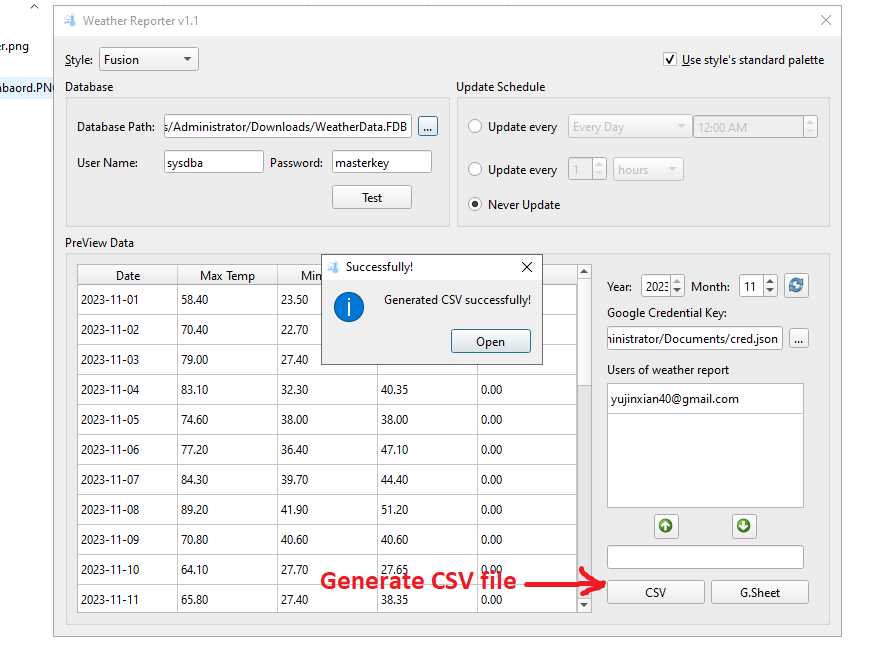 er.png
Weather Reporter v1.1
Style: Fusion Use style's standard palette
nbaord.PN
Database Update Schedule
Database Path: s/Administrator/Downloads/WeatherData.FDB ... Update every Every Day 12:00 AM
User Name: sysdba Password: masterkey Update every 1 hours
Test Never Update
PreView Data
Successfully!
Generated CSV successfully!
Open
Date Max Temp Min
2023-11-01 58.40 23.50
2023-11-02 70.40 22.70
2023-11-03 79.00 27.40
2023-11-04 83.10 32.30 40.35 0.00
2023-11-05 74.60 38.00 38.00 0.00
2023-11-06 77.20 36.40 47.10 0.00
2023-11-07 84.30 39.70 44.40 0.00
2023-11-08 89.20 41.90 51.20 0.00
2023-11-09 70.80 40.60 40.60 0.00
2023-11-10 64.10 27.70 27.65 0.00
2023-11-11 65.80 27.40 38.35 0.00
Year: 2023 Month: 11
Google Credential Key:
ninistrator/Documents/cred.json ...
Users of weather report
yujinxian40@gmail.com
Generate CSV file
CSV G.Sheet